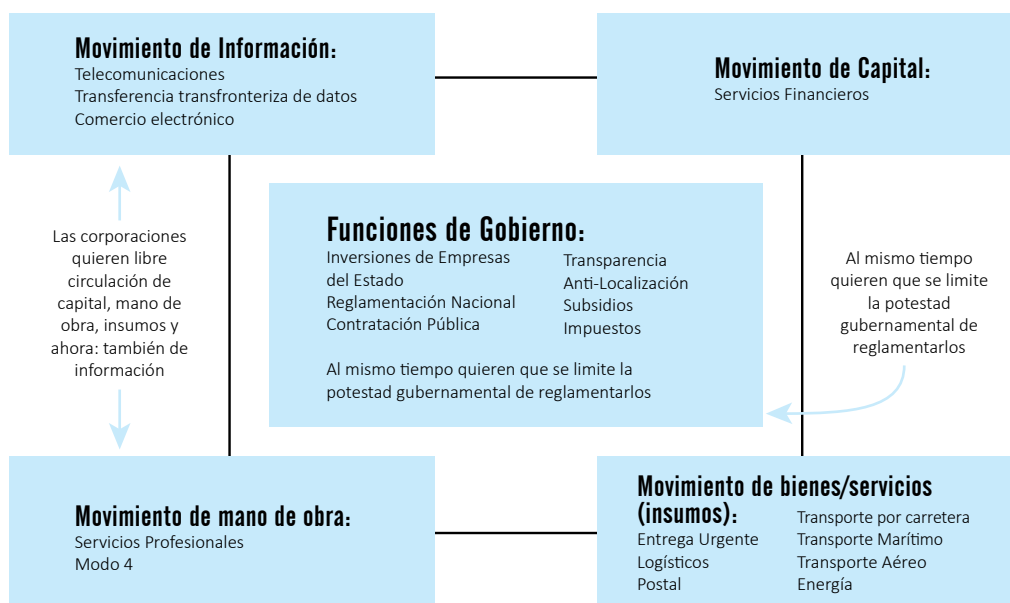 Movimiento de Información:
Telecomunicaciones
Transferencia transfronteriza de datos
Comercio electrónico
Movimiento de Capital:
Servicios Financieros
Las corporaciones
quieren libre
circulación de
capital, mano de
obra, insumos y
ahora: también de
información
Funciones de Gobierno:
Inversiones de Empresas
del Estado
Reglamentación Nacional
Contratación Pública
Transparencia
Anti-Localización
Subsidios
Impuestos
Al mismo tiempo quieren que se limite la
potestad gubernamental de reglamentarlos
Al mismo tiempo
quieren que se limite
la potestad
gubernamental de
reglamentarlos
Movimiento de mano de obra:
Servicios Profesionales
Modo 4
Movimiento de bienes/servicios
(insumos):
Entrega Urgente
Logísticos
Postal
Transporte por carretera
Transporte Marítimo
Transporte Aéreo
Energía